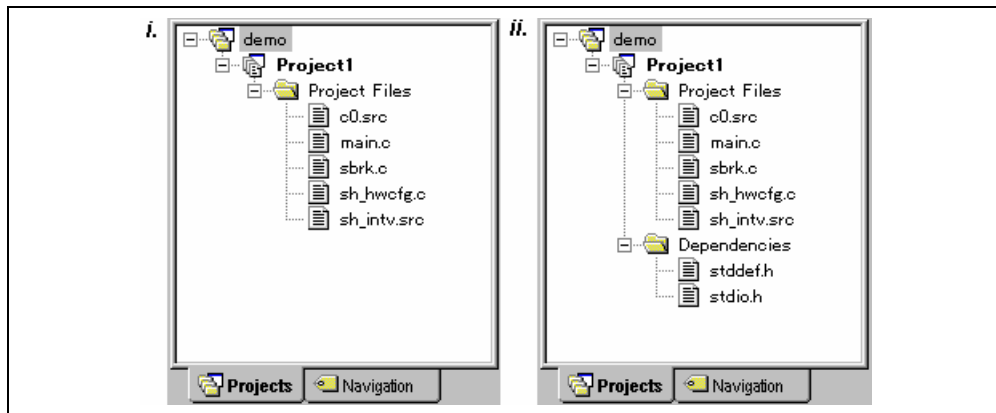 i.
demo
Project1
Project Files
c0.src
main.c
sbrk.c
sh_hwcfg.c
sh_intv.src
Projects
Navigation
ii.
demo
Project1
Project Files
c0.src
main.c
sbrk.c
sh_hwcfg.c
sh_intv.src
Dependencies
stddef.h
stdio.h
Projects
Navigation